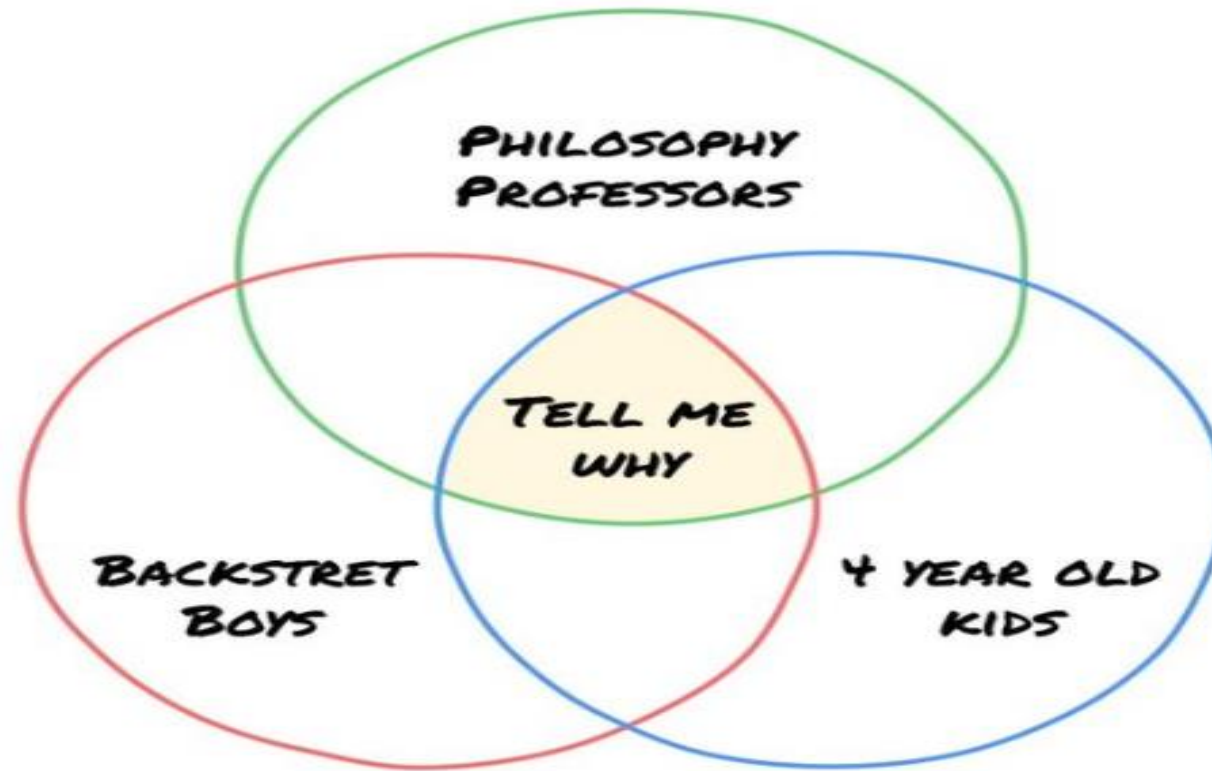 PHILOSOPHY
PROFESSORS
TELL ME
WHY
BACKSTRET
BOYS
4 YEAR OLD
KIDS